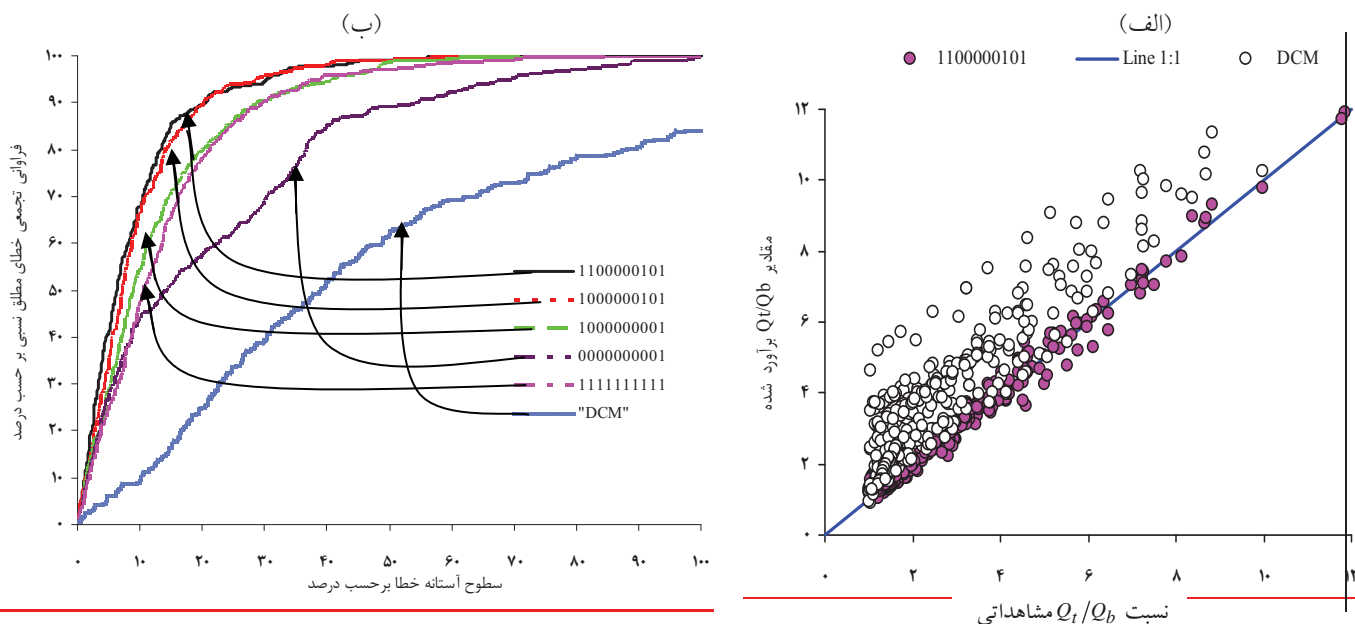 (الف)
1100000101 Line 1:1 DCM
۱۲
۱۰
۸
۶
۴
۲
۰
۰ ۲ ۴ ۶ ۸ ۱۰ ۱۲
مقادیر Qt/Qb برآورد شده
نسبت Qt/Qb مشاهداتی
(ب)
۱۰۰
۹۰
۸۰
۷۰
۶۰
۵۰
۴۰
۳۰
۲۰
۱۰
۰
۰ ۱۰ ۲۰ ۳۰ ۴۰ ۵۰ ۶۰ ۷۰ ۸۰ ۹۰ ۱۰۰
فراوانی تجمعی خطای مطلق نسبی بر حسب درصد
سطوح آستانه خطا برحسب درصد
1100000101
1000000101
1000000001
0000000001
1111111111
"DCM"